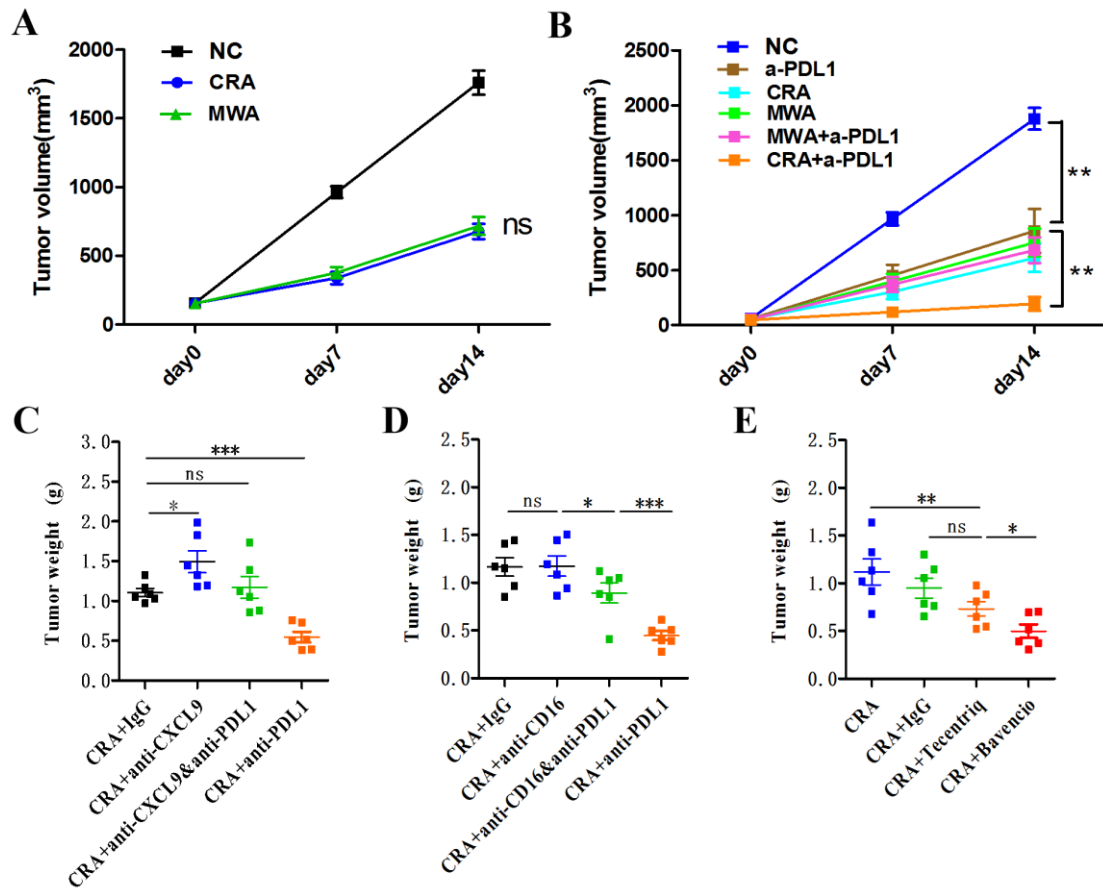 A
Tumor volume(mm³)
2000
1500
1000
500
0
NC
CRA
MWA
ns
day0
day7
day14
B
Tumor volume(mm³)
2500
2000
1500
1000
500
0
NC
a-PDL1
CRA
MWA
MWA+a-PDL1
CRA+a-PDL1
**
**
day0
day7
day14
C
Tumor weight (g)
3.0
2.5
2.0
1.5
1.0
0.5
0.0
***
ns
*
CRA+IgG
CRA+anti-CXCL9
CRA+anti-CXCL9&anti-PDL1
CRA+anti-PDL1
D
Tumor weight (g)
2.5
2.0
1.5
1.0
0.5
0.0
ns
*
***
CRA+IgG
CRA+anti-CD16
CRA+anti-CD16&anti-PDL1
CRA+anti-PDL1
E
Tumor weight (g)
2.5
2.0
1.5
1.0
0.5
0.0
**
ns
*
CRA
CRA+IgG
CRA+Tecentriq
CRA+Bavencio